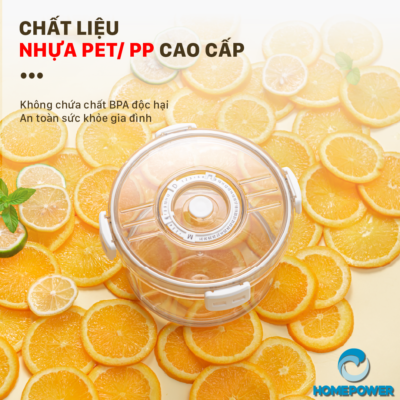 CHẤT LIỆU
NHỰA PET/ PP CAO CẤP
Không chứa chất BPA độc hại
An toàn sức khỏe gia đình
HOMEPOWER